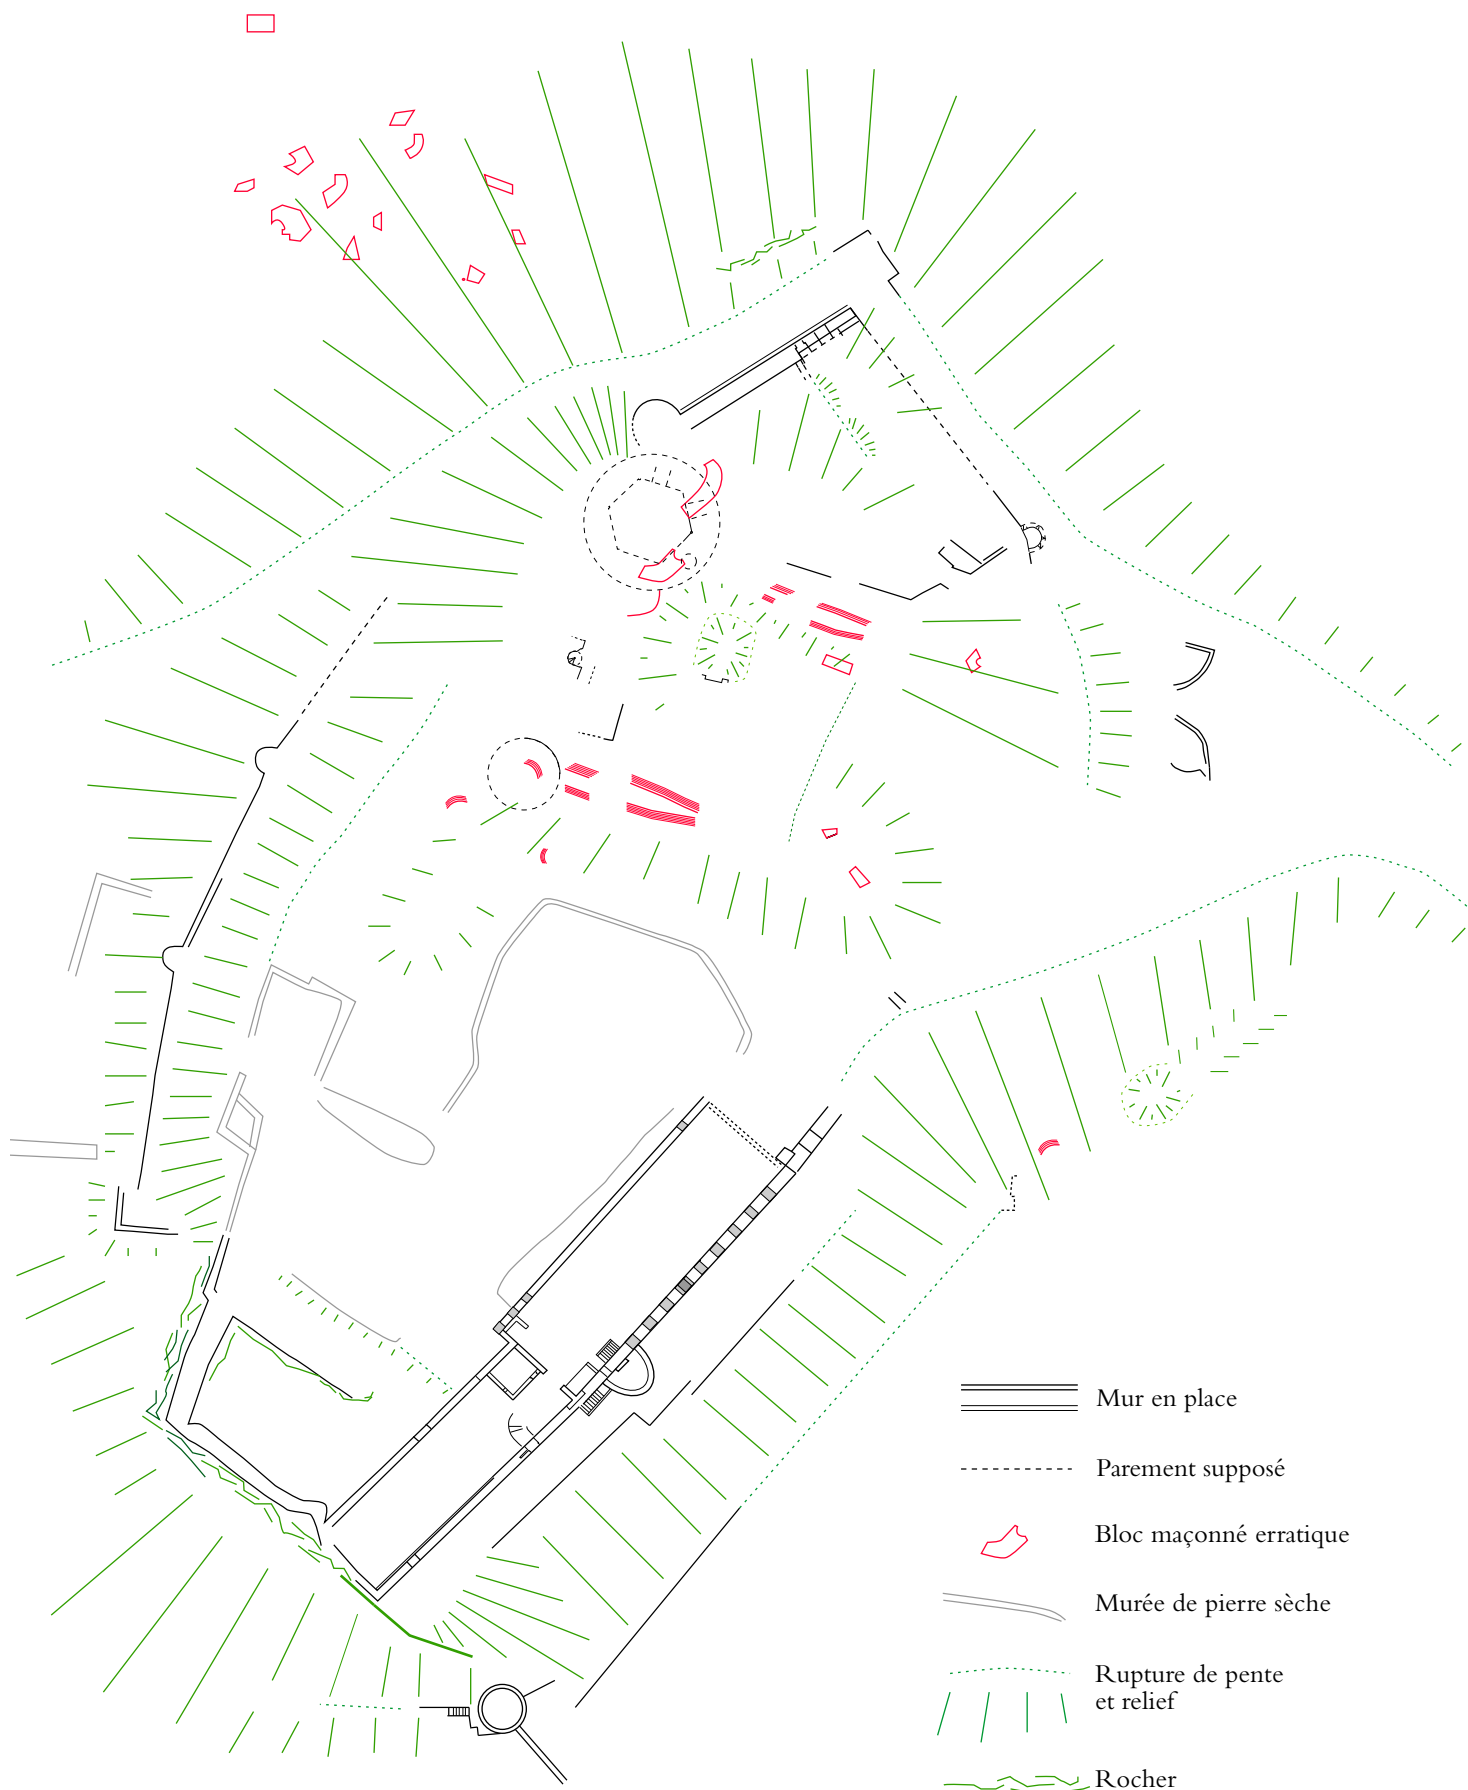 Mur en place
Parement supposé
Bloc maçonné erratique
Murée de pierre sèche
Rupture de pente
et relief
Rocher